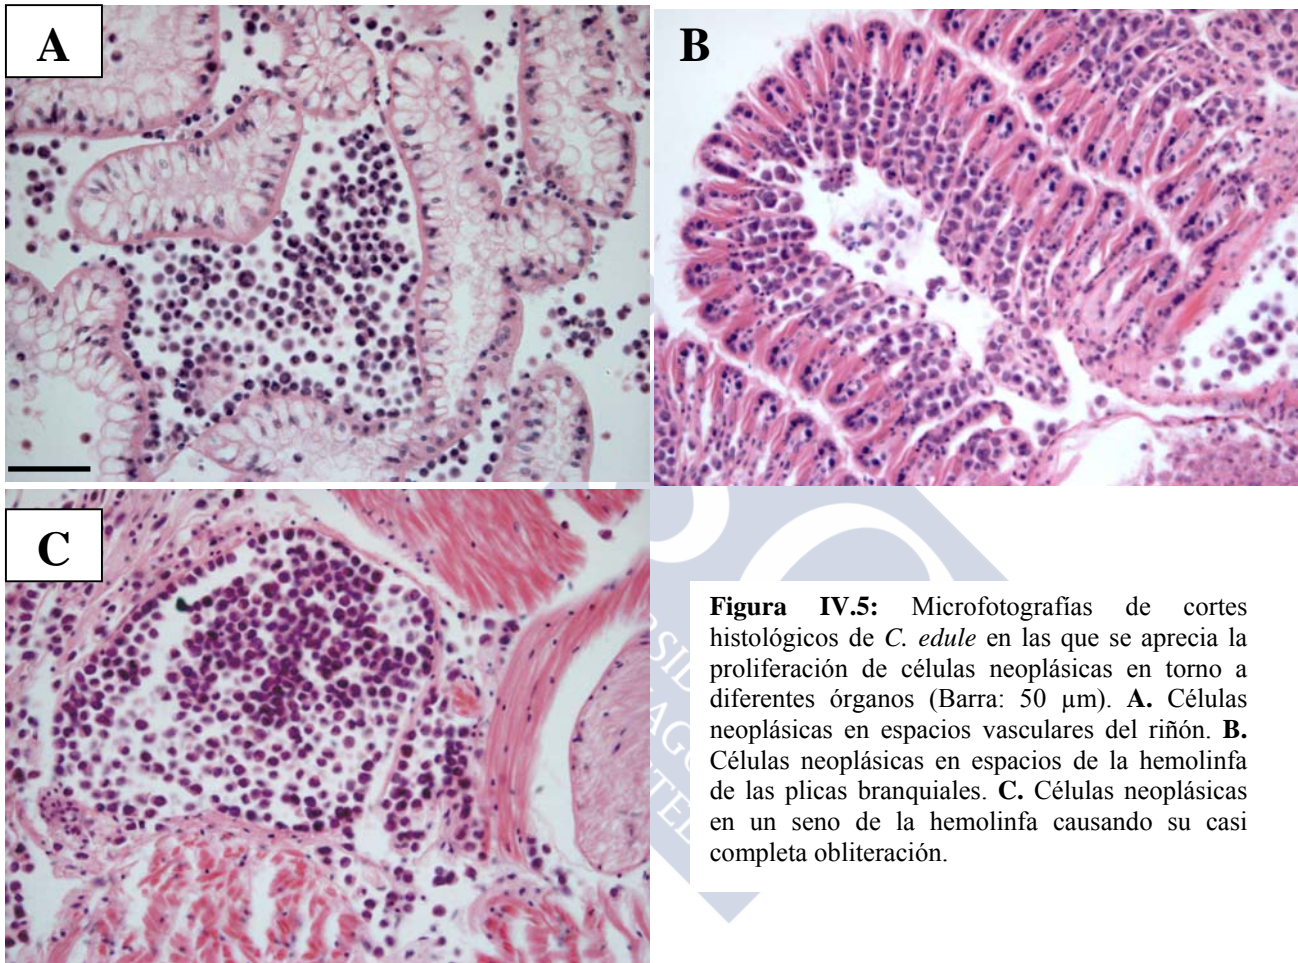 A
B
C
Figura IV.5: Microfotografías de cortes
histológicos de C. edule en las que se aprecia la
proliferación de células neoplásicas en torno a
diferentes órganos (Barra: 50 µm). A. Células
neoplásicas en espacios vasculares del riñón. B.
Células neoplásicas en espacios de la hemolinfa
de las plicas branquiales. C. Células neoplásicas
en un seno de la hemolinfa causando su casi
completa obliteración.